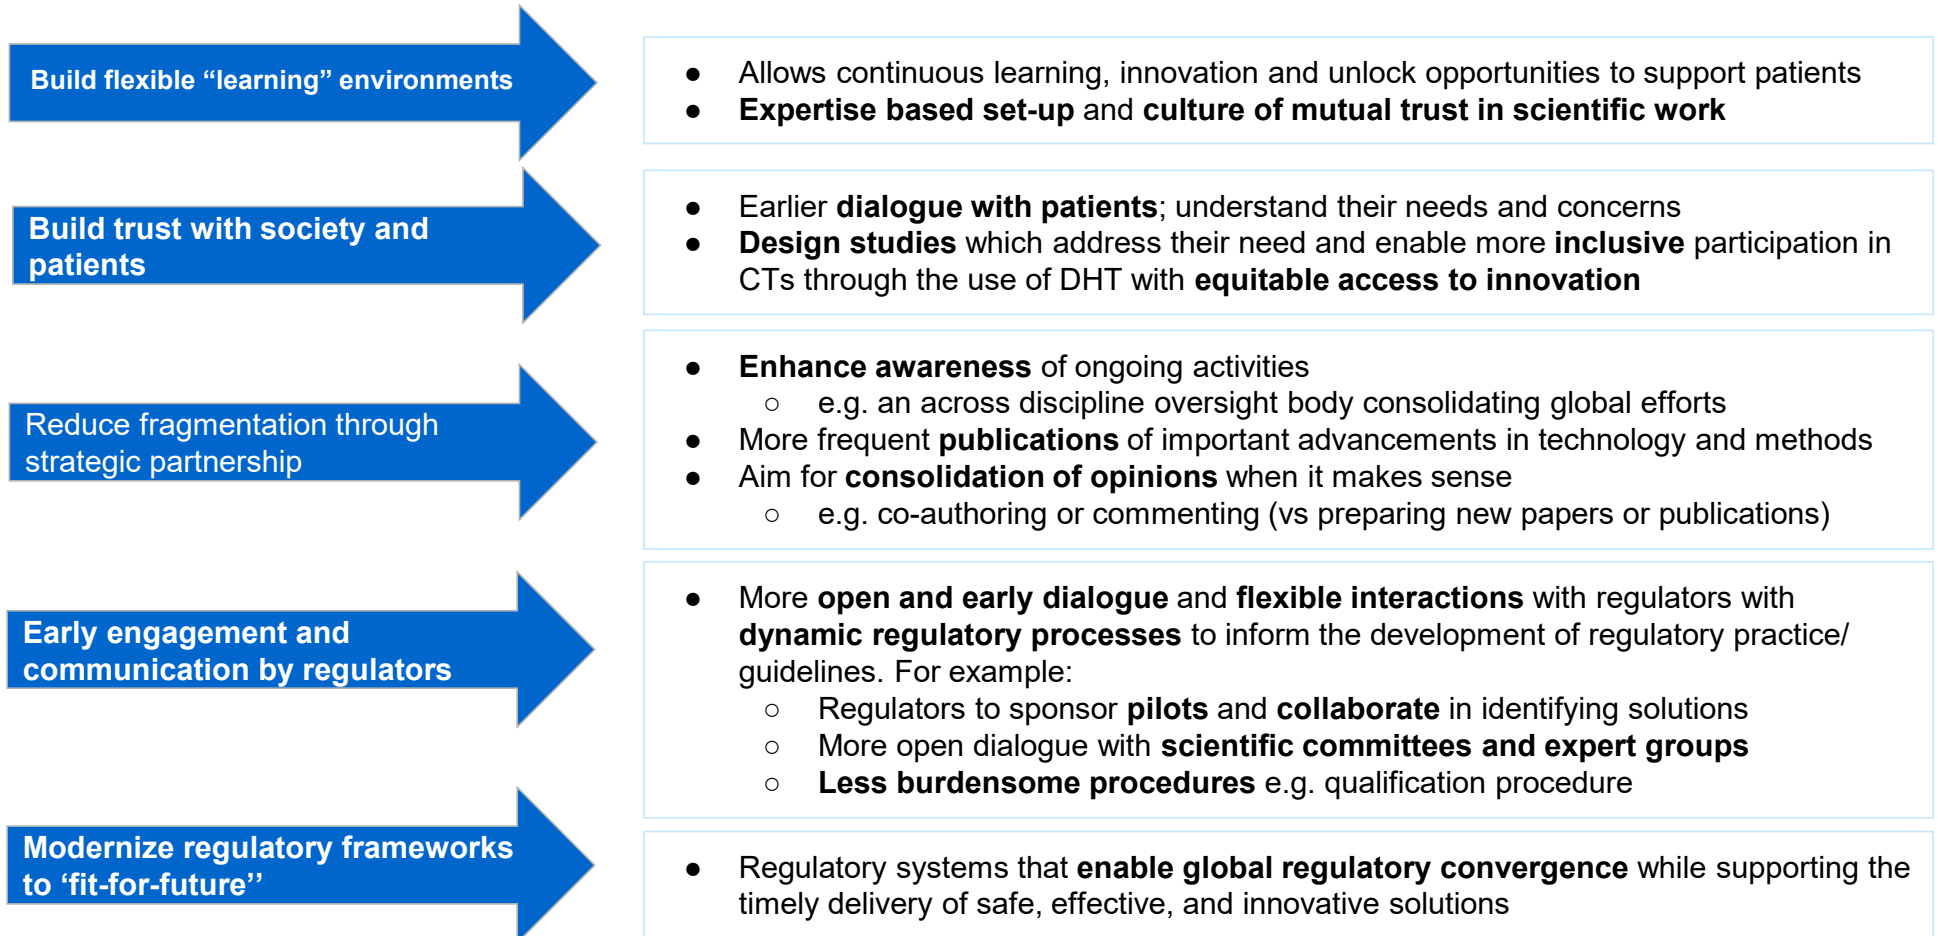 Build flexible “learning” environments
● Allows continuous learning, innovation and unlock opportunities to support patients
● Expertise based set-up and culture of mutual trust in scientific work
Build trust with society and
patients
● Earlier dialogue with patients; understand their needs and concerns
● Design studies which address their need and enable more inclusive participation in
CTs through the use of DHT with equitable access to innovation
Reduce fragmentation through
strategic partnership
● Enhance awareness of ongoing activities
○ e.g. an across discipline oversight body consolidating global efforts
● More frequent publications of important advancements in technology and methods
● Aim for consolidation of opinions when it makes sense
○ e.g. co-authoring or commenting (vs preparing new papers or publications)
Early engagement and
communication by regulators
● More open and early dialogue and flexible interactions with regulators with
dynamic regulatory processes to inform the development of regulatory practice/
guidelines. For example:
○ Regulators to sponsor pilots and collaborate in identifying solutions
○ More open dialogue with scientific committees and expert groups
○ Less burdensome procedures e.g. qualification procedure
Modernize regulatory frameworks
to ‘fit-for-future’’
● Regulatory systems that enable global regulatory convergence while supporting the
timely delivery of safe, effective, and innovative solutions